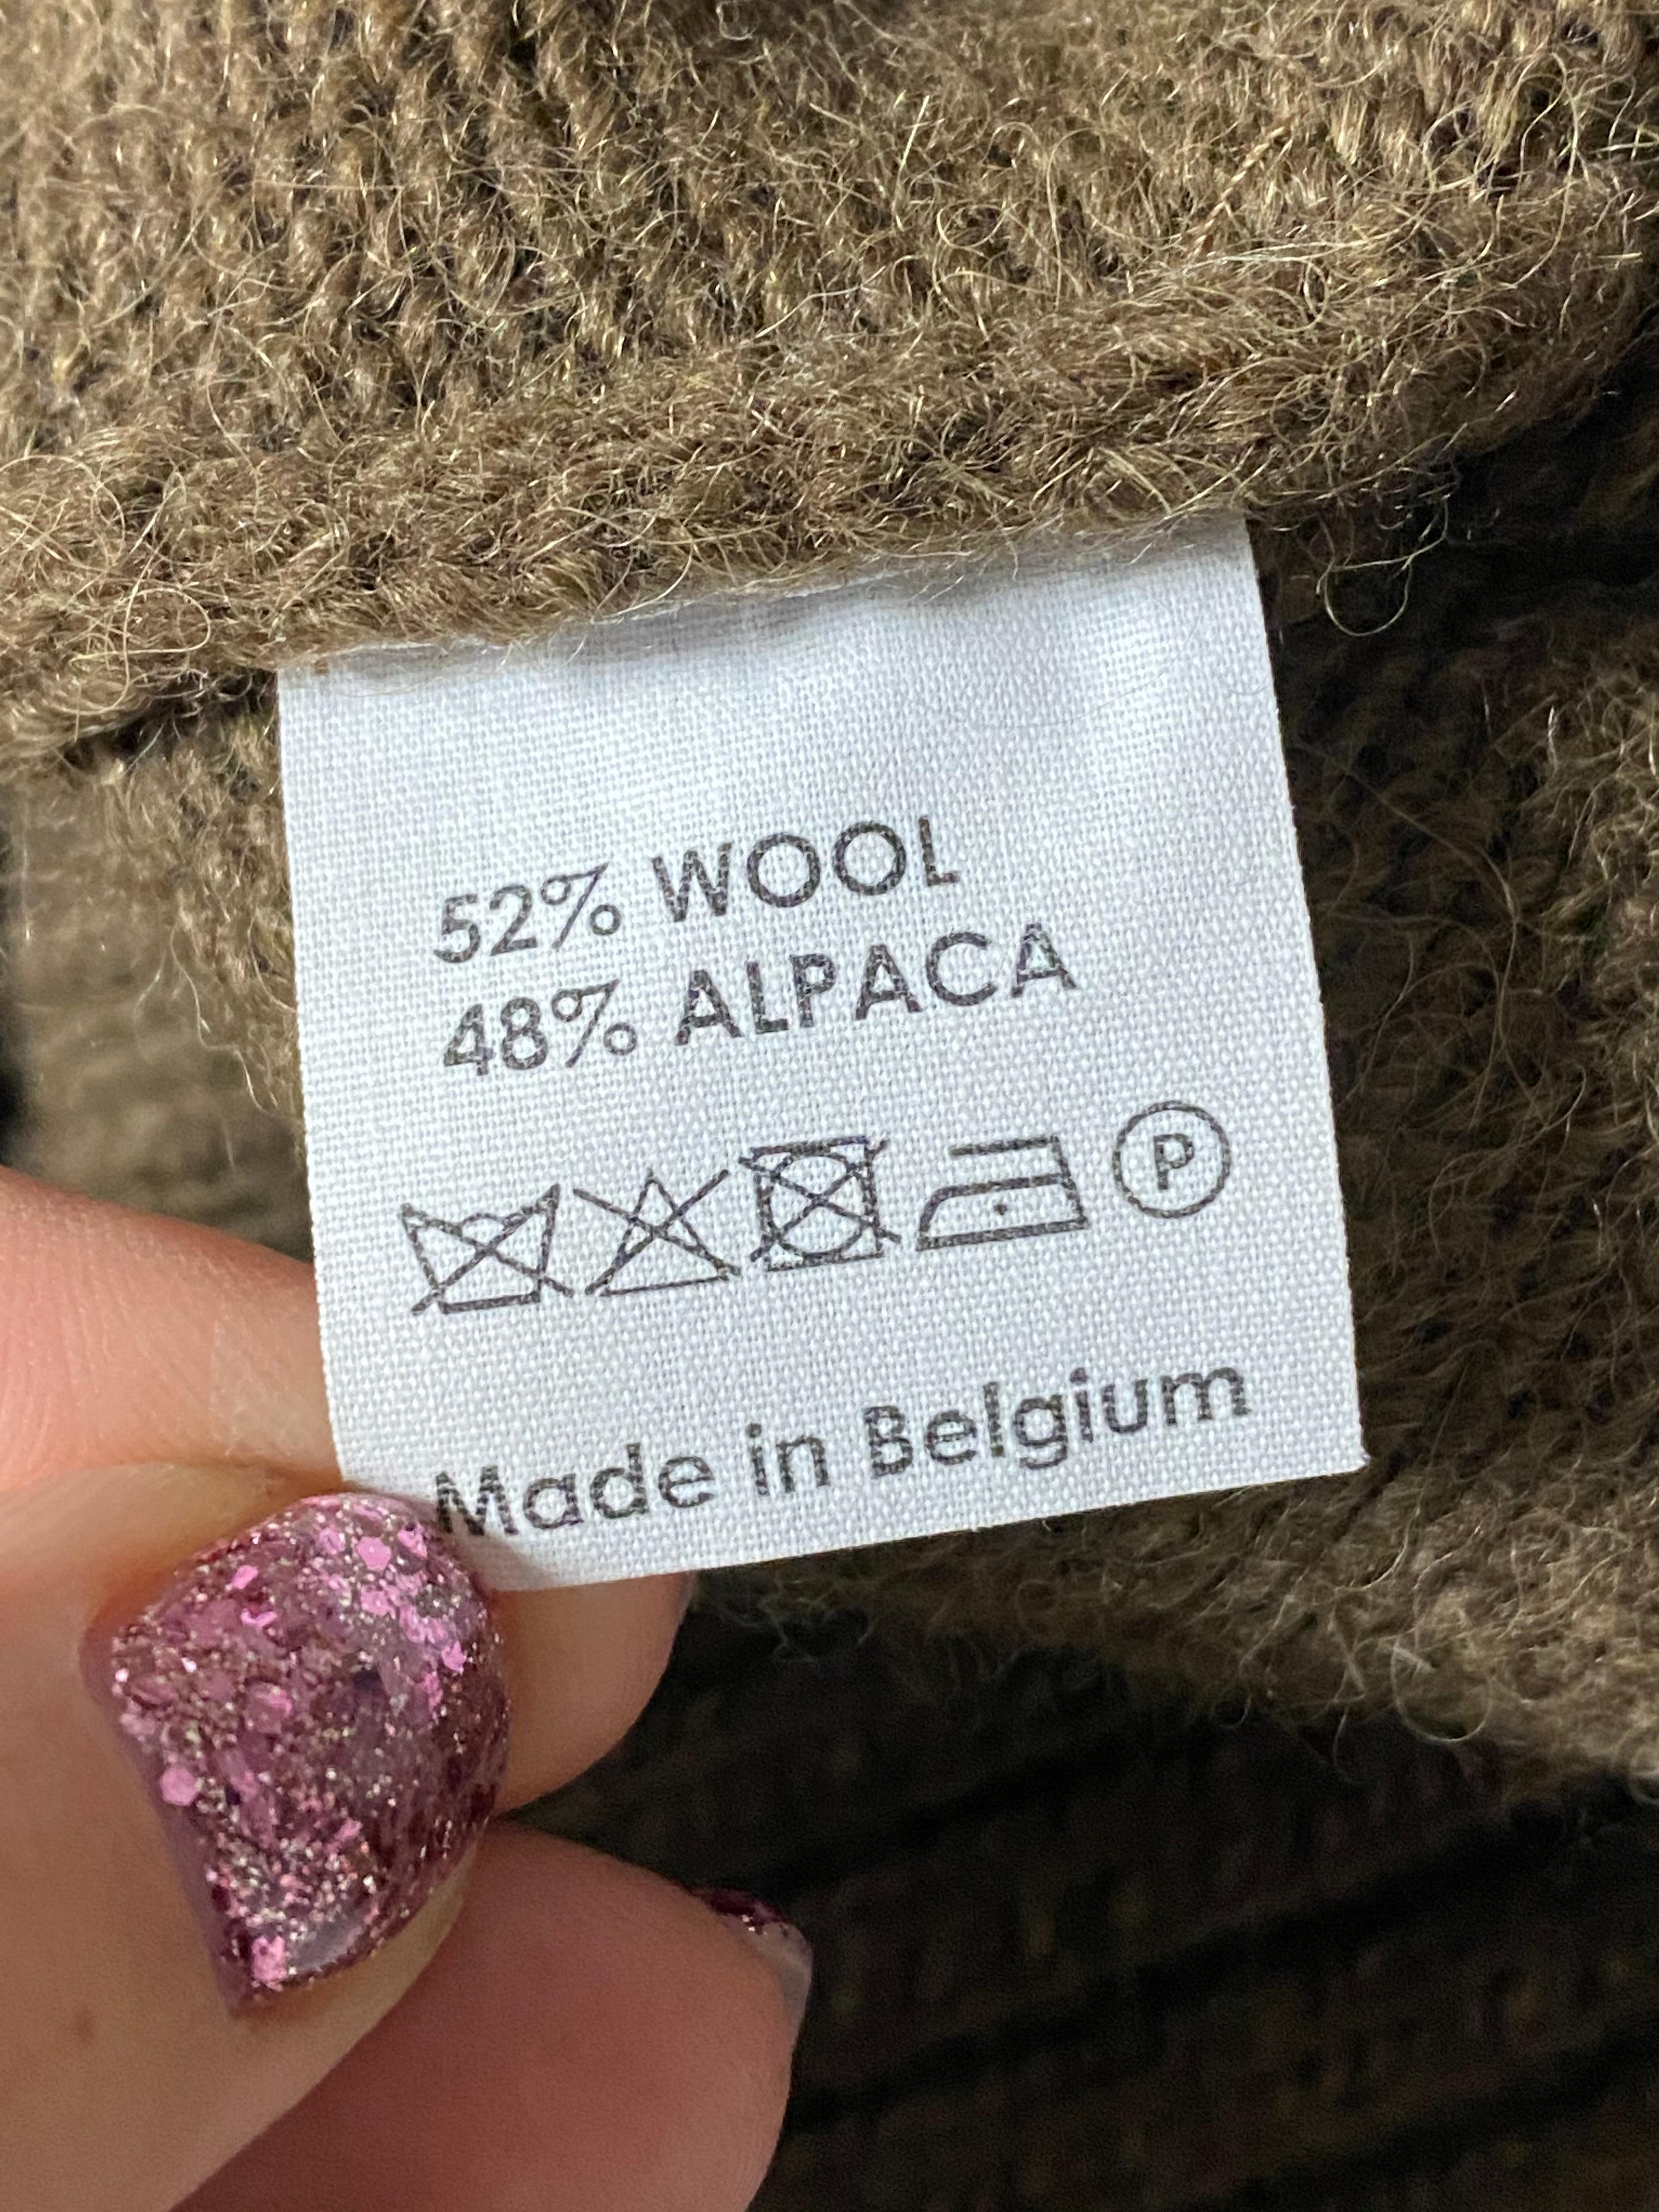 52% WOOL
48% ALPACA
P
Made in Belgium